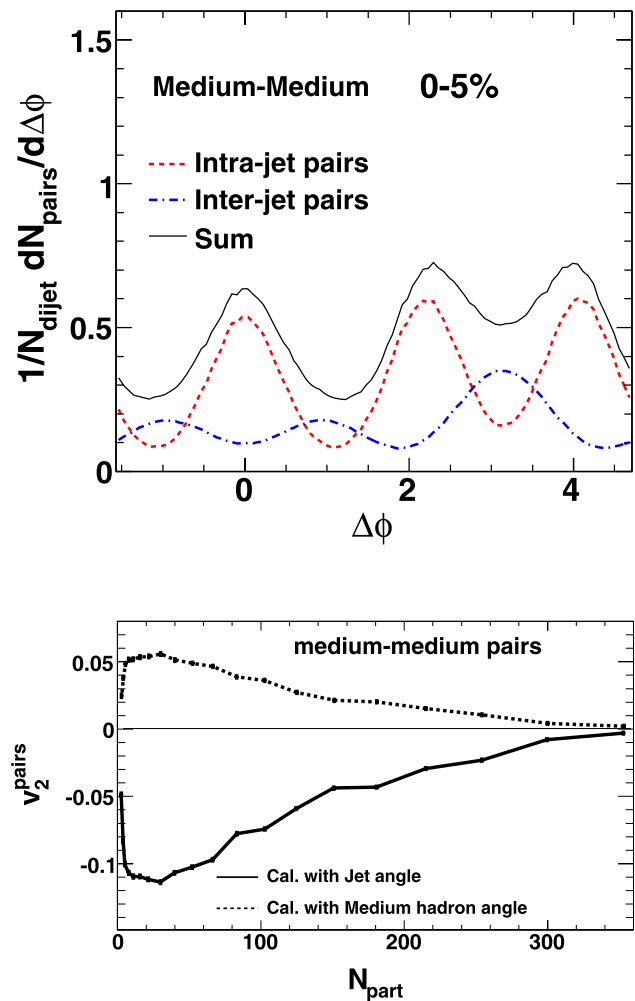 1.5
Medium-Medium 0-5%
Intra-jet pairs
1
Inter-jet pairs
Sum
0.5
0
0 2 4
Δϕ
1/N_dijet dN_pairs/dΔϕ
medium-medium pairs
0.05
0
-0.05
-0.1
Cal. with Jet angle
Cal. with Medium hadron angle
0 100 200 300
N_part
v_2^pairs